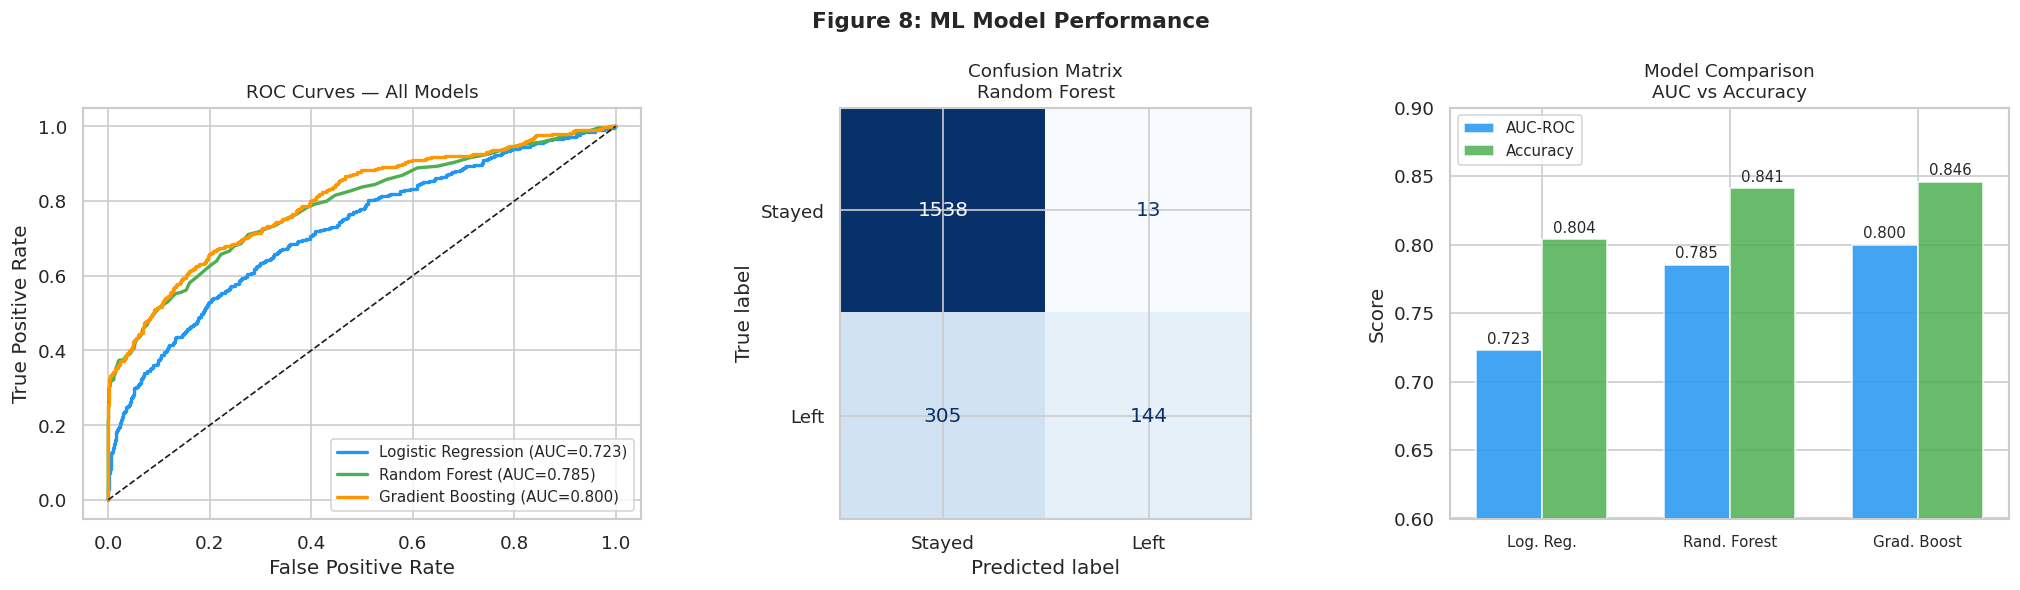 Figure 8: ML Model Performance
ROC Curves — All Models
True Positive Rate
1.0
0.8
0.6
0.4
0.2
0.0
Logistic Regression (AUC=0.723)
Random Forest (AUC=0.785)
Gradient Boosting (AUC=0.800)
0.0 0.2 0.4 0.6 0.8 1.0
False Positive Rate
Confusion Matrix
Random Forest
True label
Stayed
1538 13
Left
305 144
Stayed Left
Predicted label
Model Comparison
AUC vs Accuracy
Score
0.90
0.85
0.80
0.75
0.70
0.65
0.60
AUC-ROC
Accuracy
0.723
0.804
0.785
0.841
0.800
0.846
Log. Reg. Rand. Forest Grad. Boost